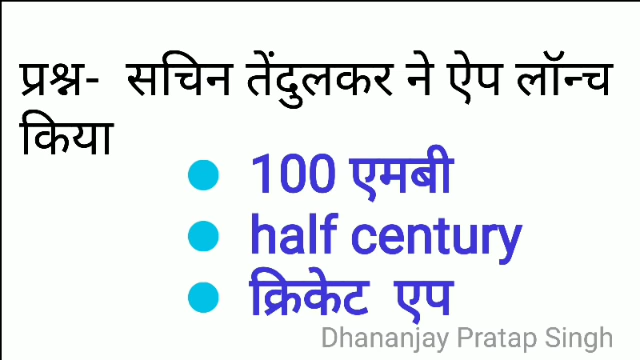 प्रश्न- सचिन तेंदुलकर ने ऐप लॉन्च
किया
100 एमबी
half century
क्रिकेट एप
Dhananjay Pratap Singh